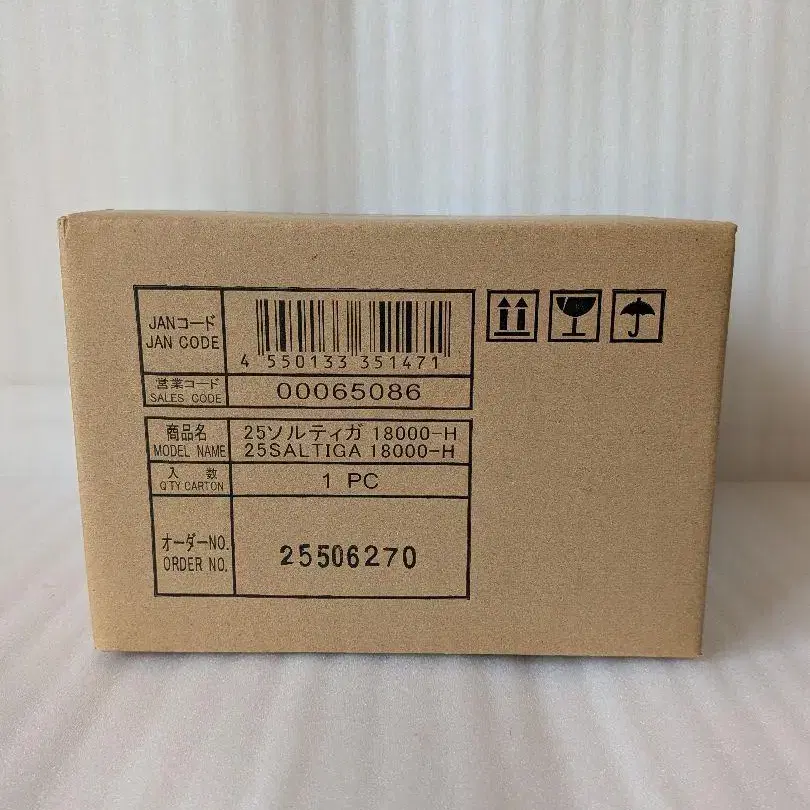 JANコード
JAN CODE
4 550133 351471
営業コード
SALES CODE
00065086
商品名
MODEL NAME
25ソルティガ 18000-H
25SALTIGA 18000-H
入 数
Q'TY CARTON
1 PC
オーダーNO.
ORDER NO.
25506270